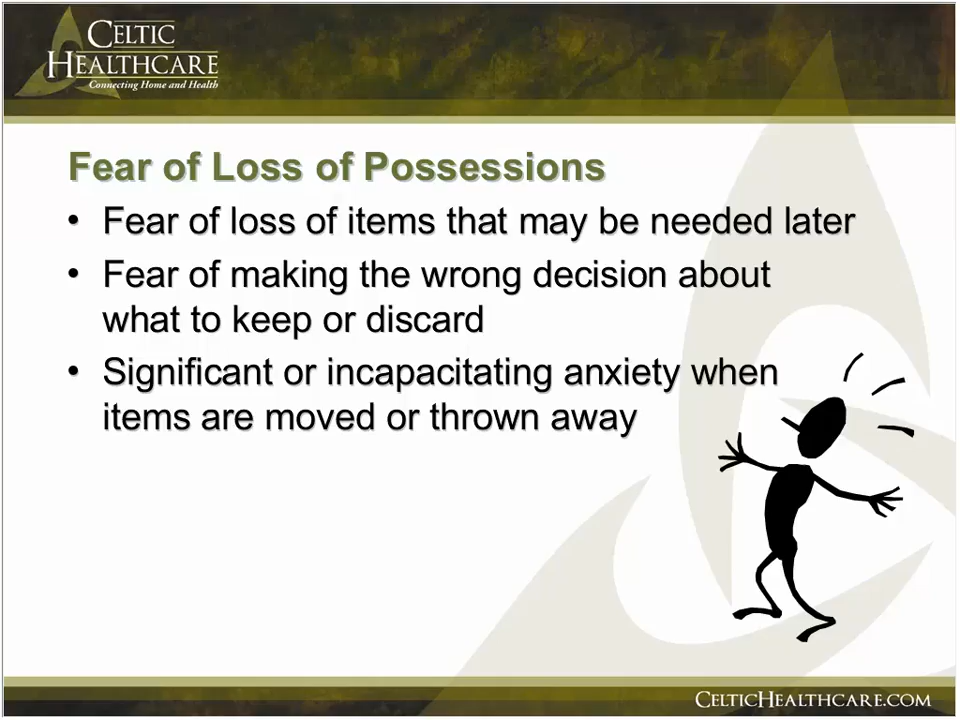 CELTIC
HEALTHCARE
Connecting Home and Health
Fear of Loss of Possessions
• Fear of loss of items that may be needed later
• Fear of making the wrong decision about
what to keep or discard
• Significant or incapacitating anxiety when
items are moved or thrown away
CELTICHEALTHCARE.COM